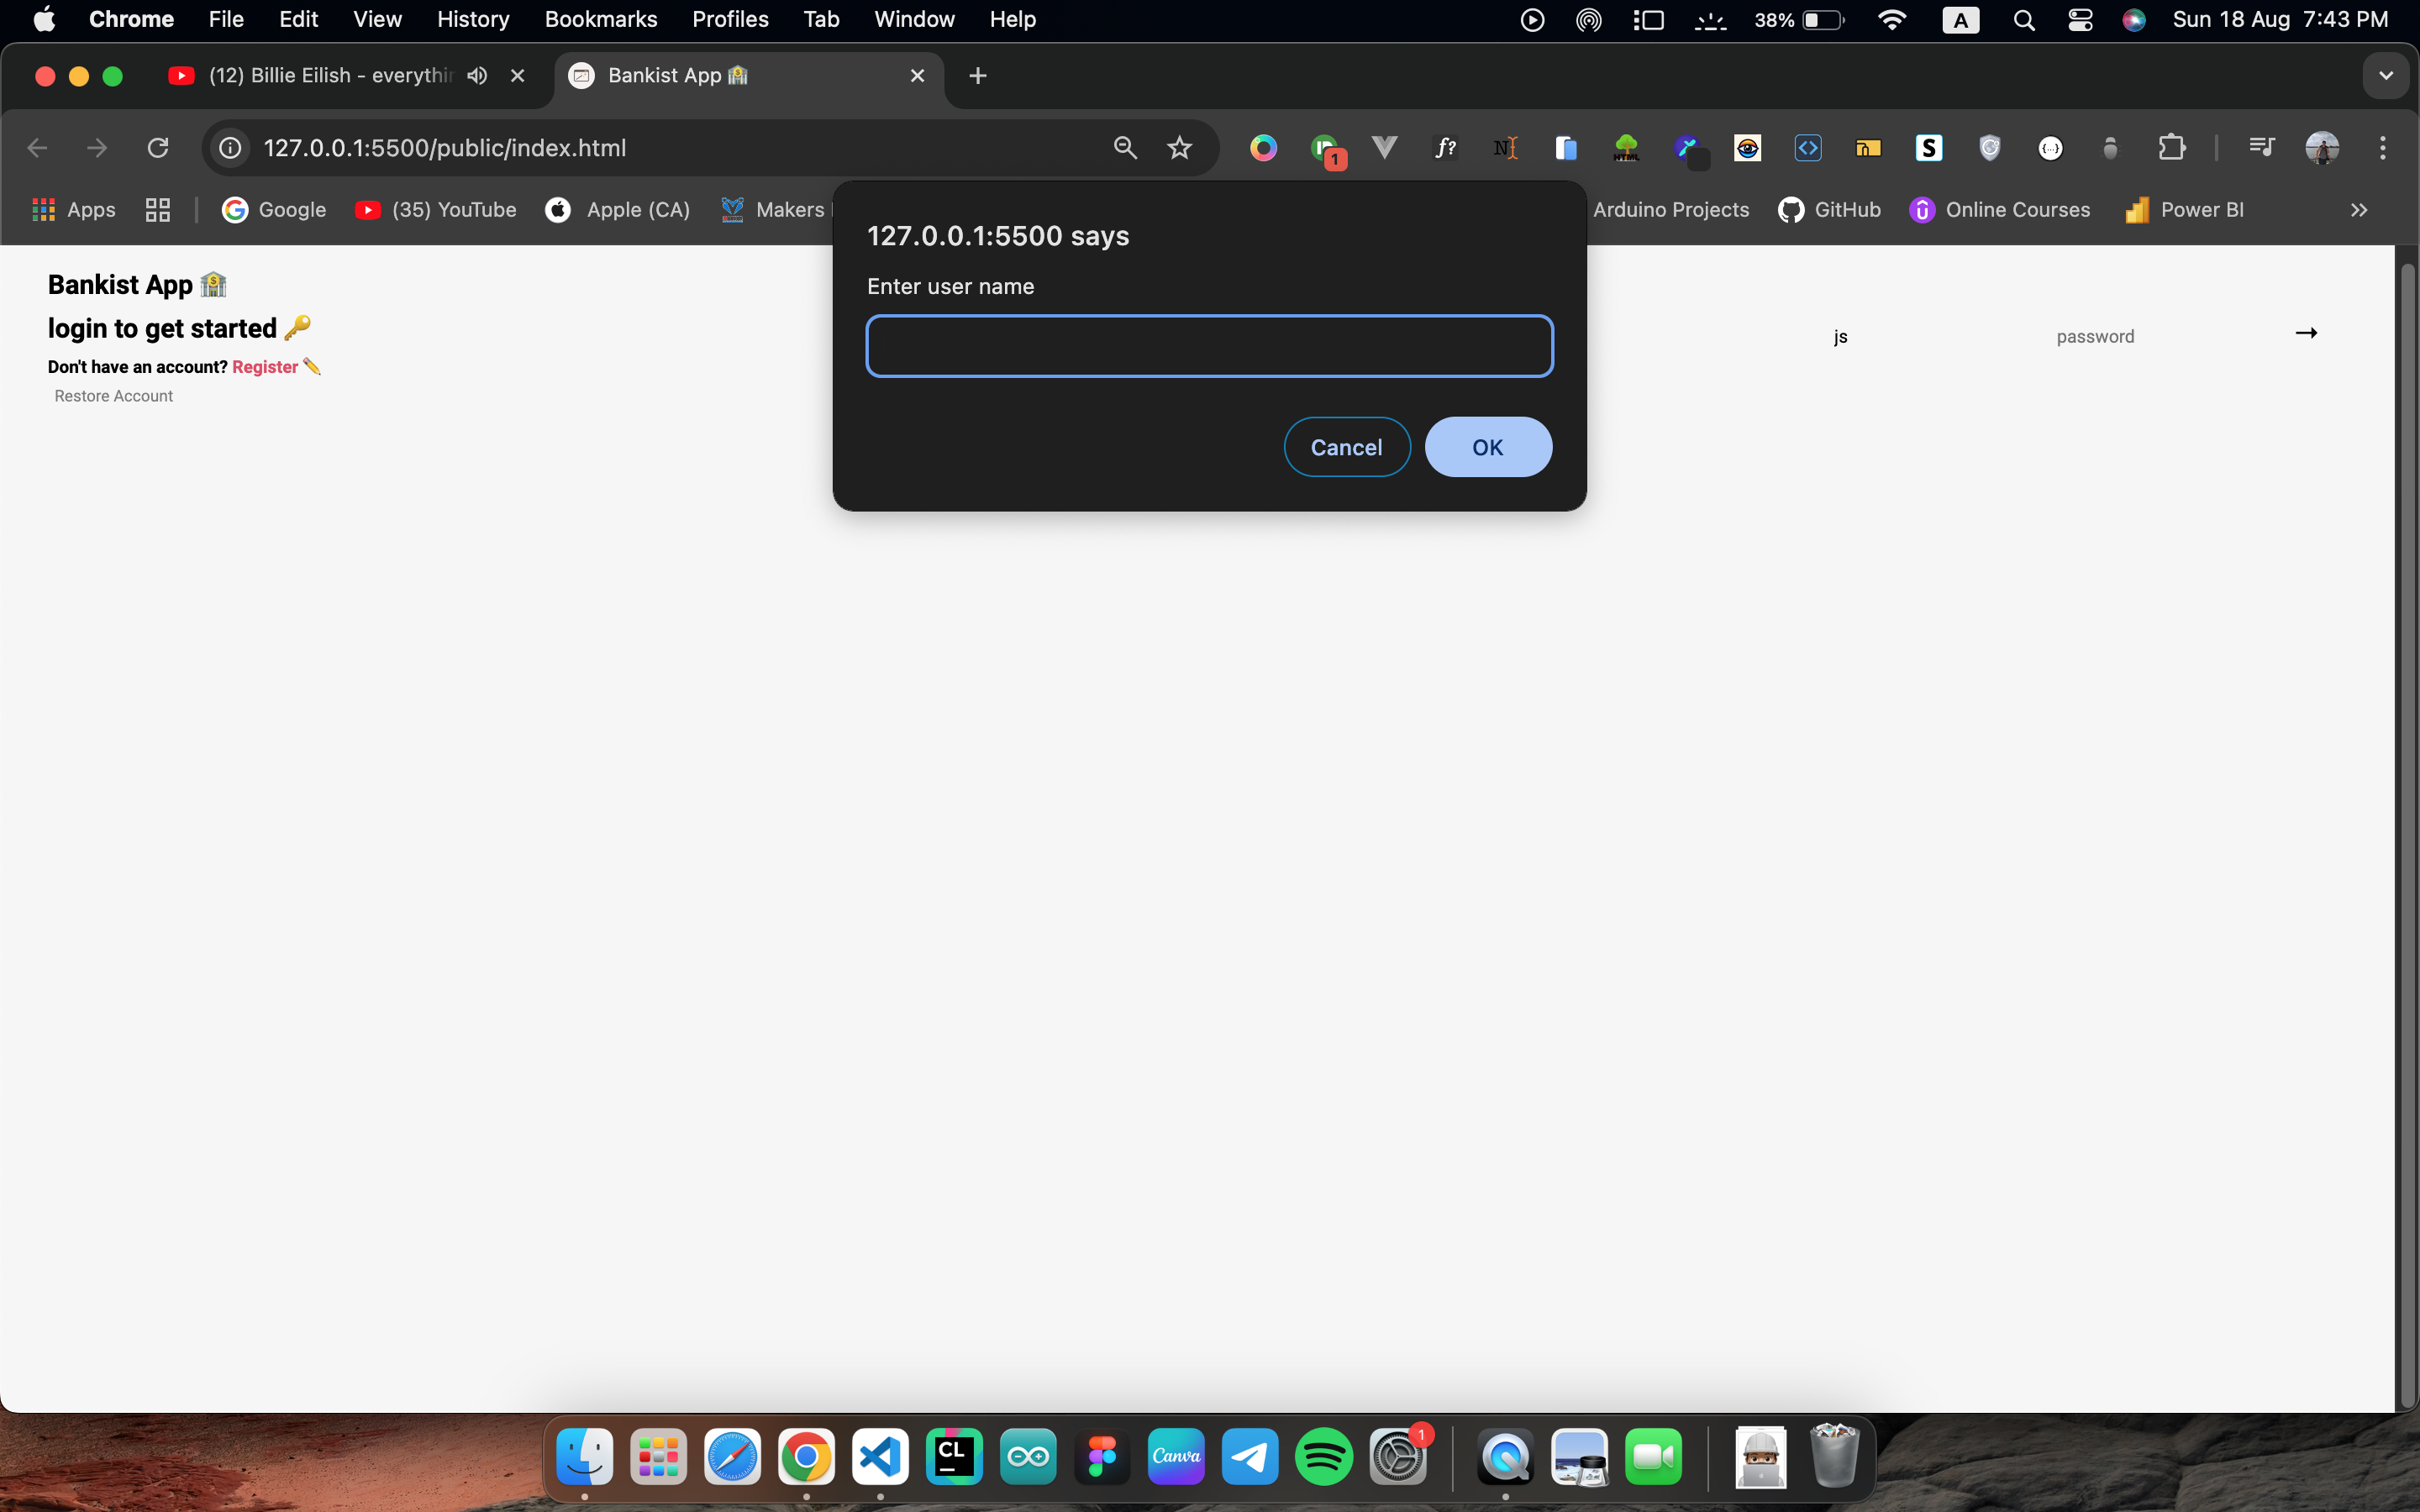 Chrome File Edit View History Bookmarks Profiles Tab Window Help 38% A Sun 18 Aug 7:43 PM
(12) Billie Eilish - everythin Bankist App
127.0.0.1:5500/public/index.html 1 f? N S {...}
Apps Google (35) YouTube Apple (CA) Makers Arduino Projects GitHub Online Courses Power BI
127.0.0.1:5500 says
Enter user name
Cancel OK
Bankist App
login to get started js password →
Don't have an account? Register
Restore Account
CL Canva 1